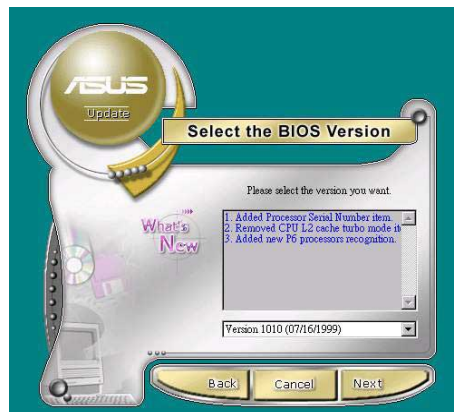 ASUS
Update
Select the BIOS Version
Please select the version you want.
What's
New
1. Added Processor Serial Number item.
2. Removed CPU L2 cache turbo mode it
3. Added new P6 processors recognition.
Version 1010 (07/16/1999)
Back
Cancel
Next